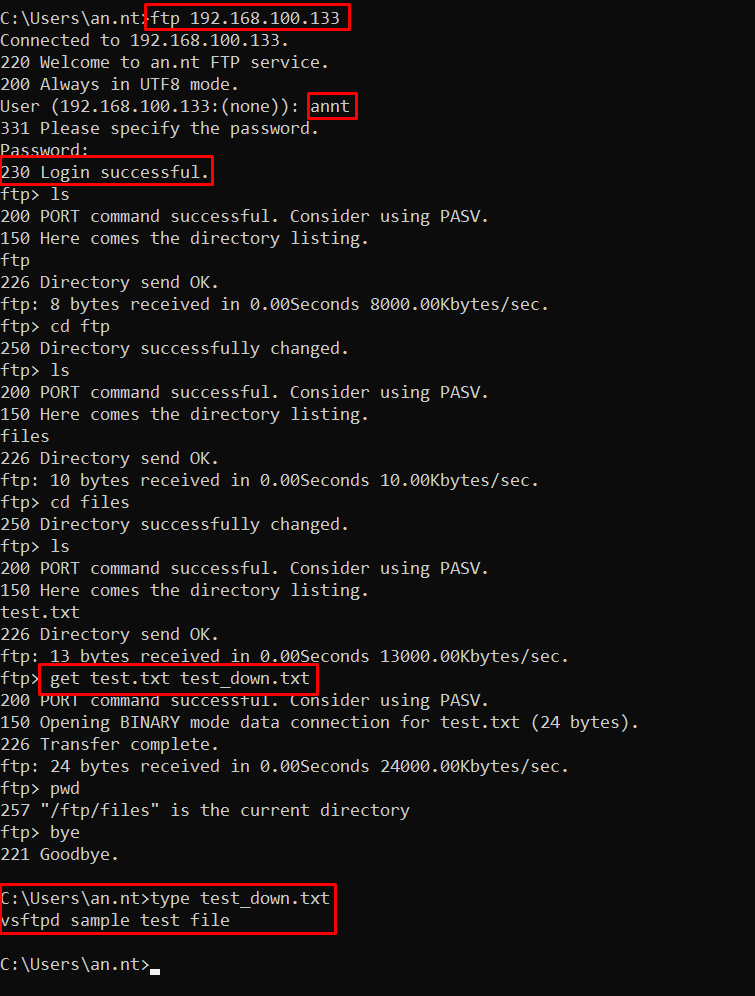 C:\Users\an.nt>ftp 192.168.100.133
Connected to 192.168.100.133.
220 Welcome to an.nt FTP service.
200 Always in UTF8 mode.
User (192.168.100.133:(none)): annt
331 Please specify the password.
Password:
230 Login successful.
ftp> ls
200 PORT command successful. Consider using PASV.
150 Here comes the directory listing.
ftp
226 Directory send OK.
ftp: 8 bytes received in 0.00Seconds 8000.00Kbytes/sec.
ftp> cd ftp
250 Directory successfully changed.
ftp> ls
200 PORT command successful. Consider using PASV.
150 Here comes the directory listing.
files
226 Directory send OK.
ftp: 10 bytes received in 0.00Seconds 10.00Kbytes/sec.
ftp> cd files
250 Directory successfully changed.
ftp> ls
200 PORT command successful. Consider using PASV.
150 Here comes the directory listing.
test.txt
226 Directory send OK.
ftp: 13 bytes received in 0.00Seconds 13000.00Kbytes/sec.
ftp> get test.txt test_down.txt
200 PORT command successful. Consider using PASV.
150 Opening BINARY mode data connection for test.txt (24 bytes).
226 Transfer complete.
ftp: 24 bytes received in 0.00Seconds 24000.00Kbytes/sec.
ftp> pwd
257 "/ftp/files" is the current directory
ftp> bye
221 Goodbye.
C:\Users\an.nt>type test_down.txt
vsftpd sample test file
C:\Users\an.nt>